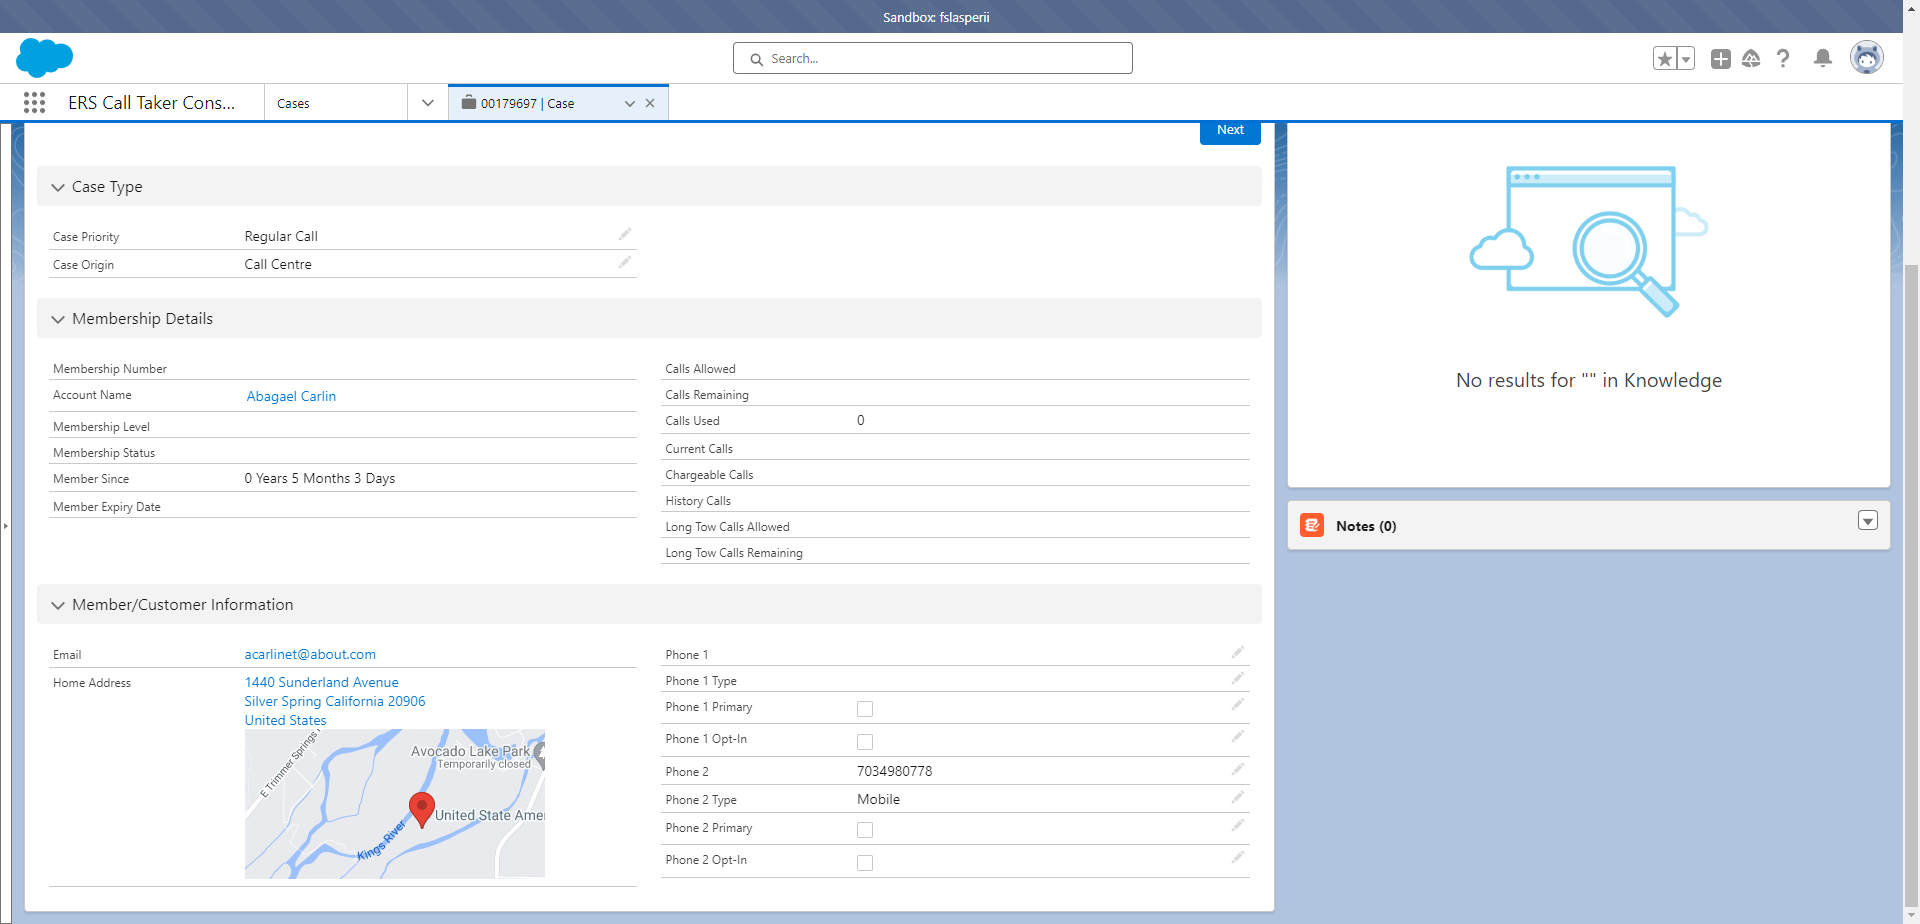 Sandbox: fslasperii
Search...
ERS Call Taker Cons...
Cases
00179697 | Case
Next
Case Type
Case Priority Regular Call
Case Origin Call Centre
Membership Details
Membership Number
Account Name Abagael Carlin
Membership Level
Membership Status
Member Since 0 Years 5 Months 3 Days
Member Expiry Date
Calls Allowed
Calls Remaining
Calls Used 0
Current Calls
Chargeable Calls
History Calls
Long Tow Calls Allowed
Long Tow Calls Remaining
Member/Customer Information
Email acarlinet@about.com
Home Address 1440 Sunderland Avenue
Silver Spring California 20906
United States
E Trimmer Springs R
Avocado Lake Park
Temporarily closed
United State Amer
Kings River
Phone 1
Phone 1 Type
Phone 1 Primary
Phone 1 Opt-In
Phone 2 7034980778
Phone 2 Type Mobile
Phone 2 Primary
Phone 2 Opt-In
No results for "" in Knowledge
Notes (0)